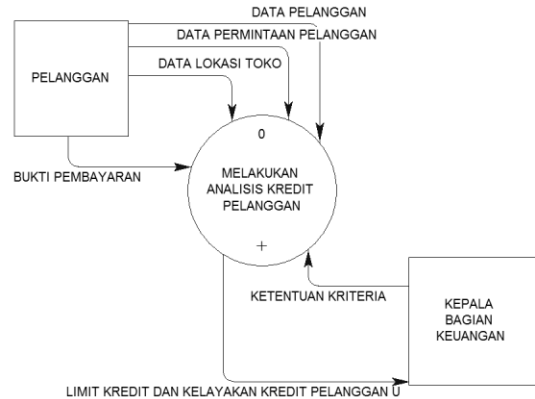 DATA PELANGGAN
DATA PERMINTAAN PELANGGAN
DATA LOKASI TOKO
PELANGGAN
BUKTI PEMBAYARAN
0
MELAKUKAN
ANALISIS KREDIT
PELANGGAN
+
KETENTUAN KRITERIA
KEPALA
BAGIAN
KEUANGAN
LIMIT KREDIT DAN KELAYAKAN KREDIT PELANGGAN U